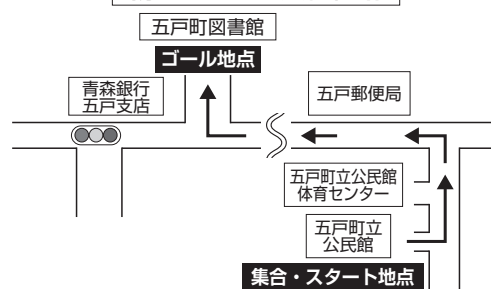 五戸町図書館
ゴール地点
青森銀行
五戸支店
五戸郵便局
五戸町立公民館
体育センター
五戸町立
公民館
集合・スタート地点